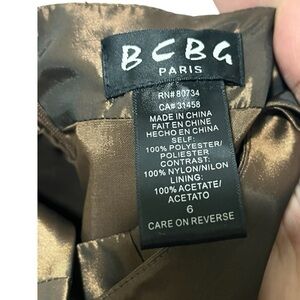 BCBG
PARIS
RN# 80734
CA# 31458
MADE IN CHINA
FAIT EN CHINE
HECHO EN CHINA
SELF:
100% POLYESTER/
POLIESTER
CONTRAST:
100% NYLON/NILON
LINING:
100% ACETATE/
ACETATO
6
CARE ON REVERSE